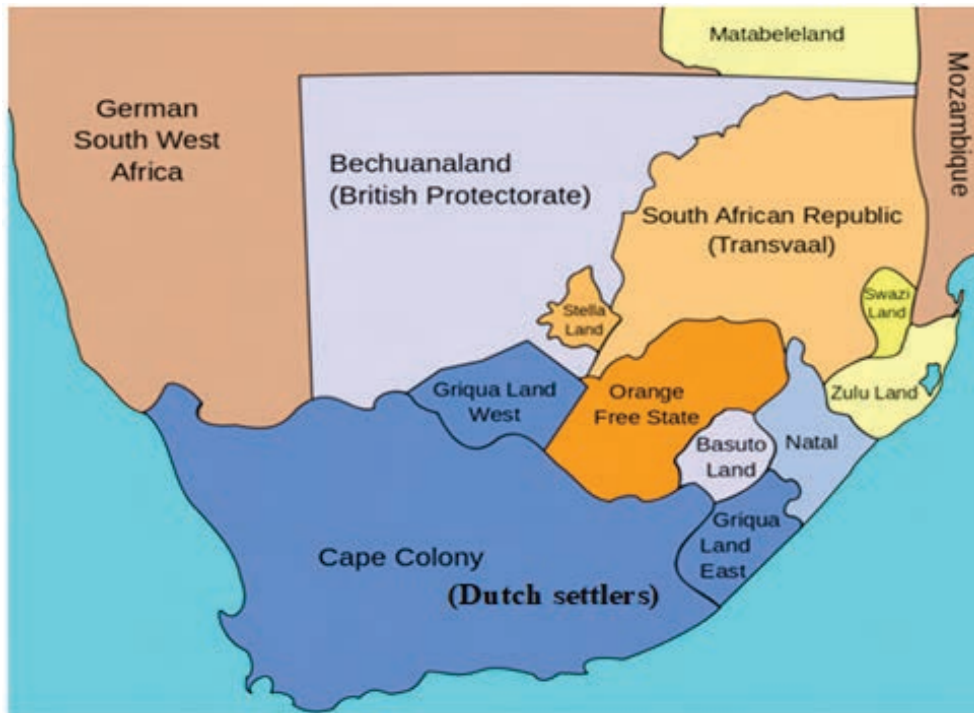 Matabeleland
Mozambique
German
South West
Africa
Bechuanaland
(British Protectorate)
South African Republic
(Transvaal)
Swazi
Land
Stella
Land
Griqua Land
West
Orange
Free State
Zulu Land
Basuto
Land
Natal
Griqua
Land
East
Cape Colony
(Dutch settlers)